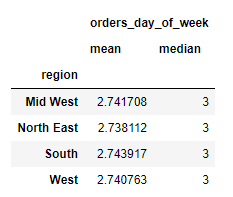 orders_day_of_week
mean median
region
Mid West 2.741708 3
North East 2.738112 3
South 2.743917 3
West 2.740763 3